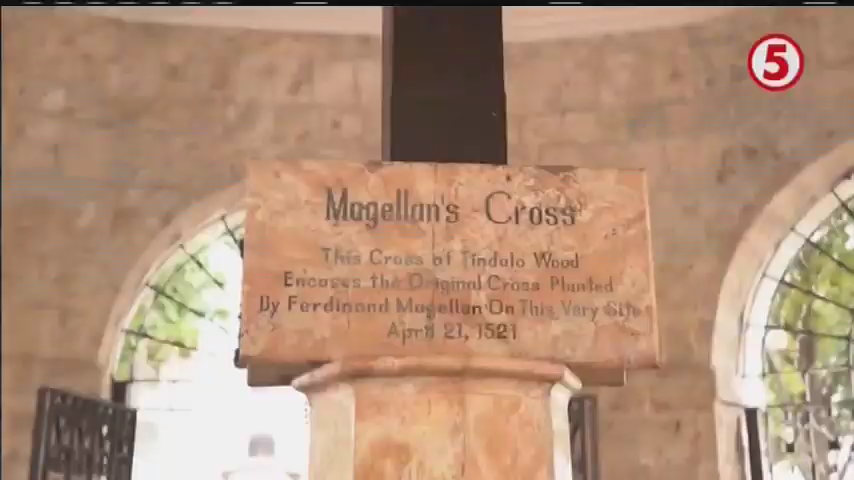 5
Magellan's Cross
This Cross of Tindalo Wood
Encases the Original Cross Planted
By Ferdinand Magellan On This Very Site
April 21, 1521